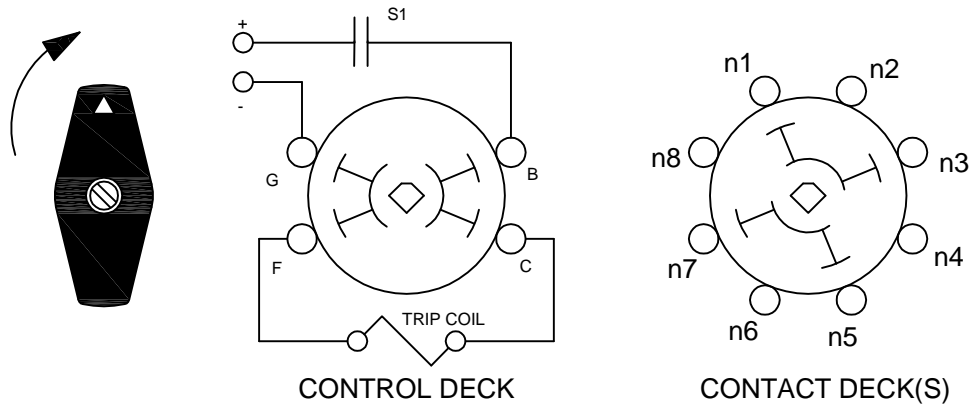 S1
+
-
G
B
F
C
TRIP COIL
CONTROL DECK
n1
n2
n8
n3
n7
n4
n6
n5
CONTACT DECK(S)